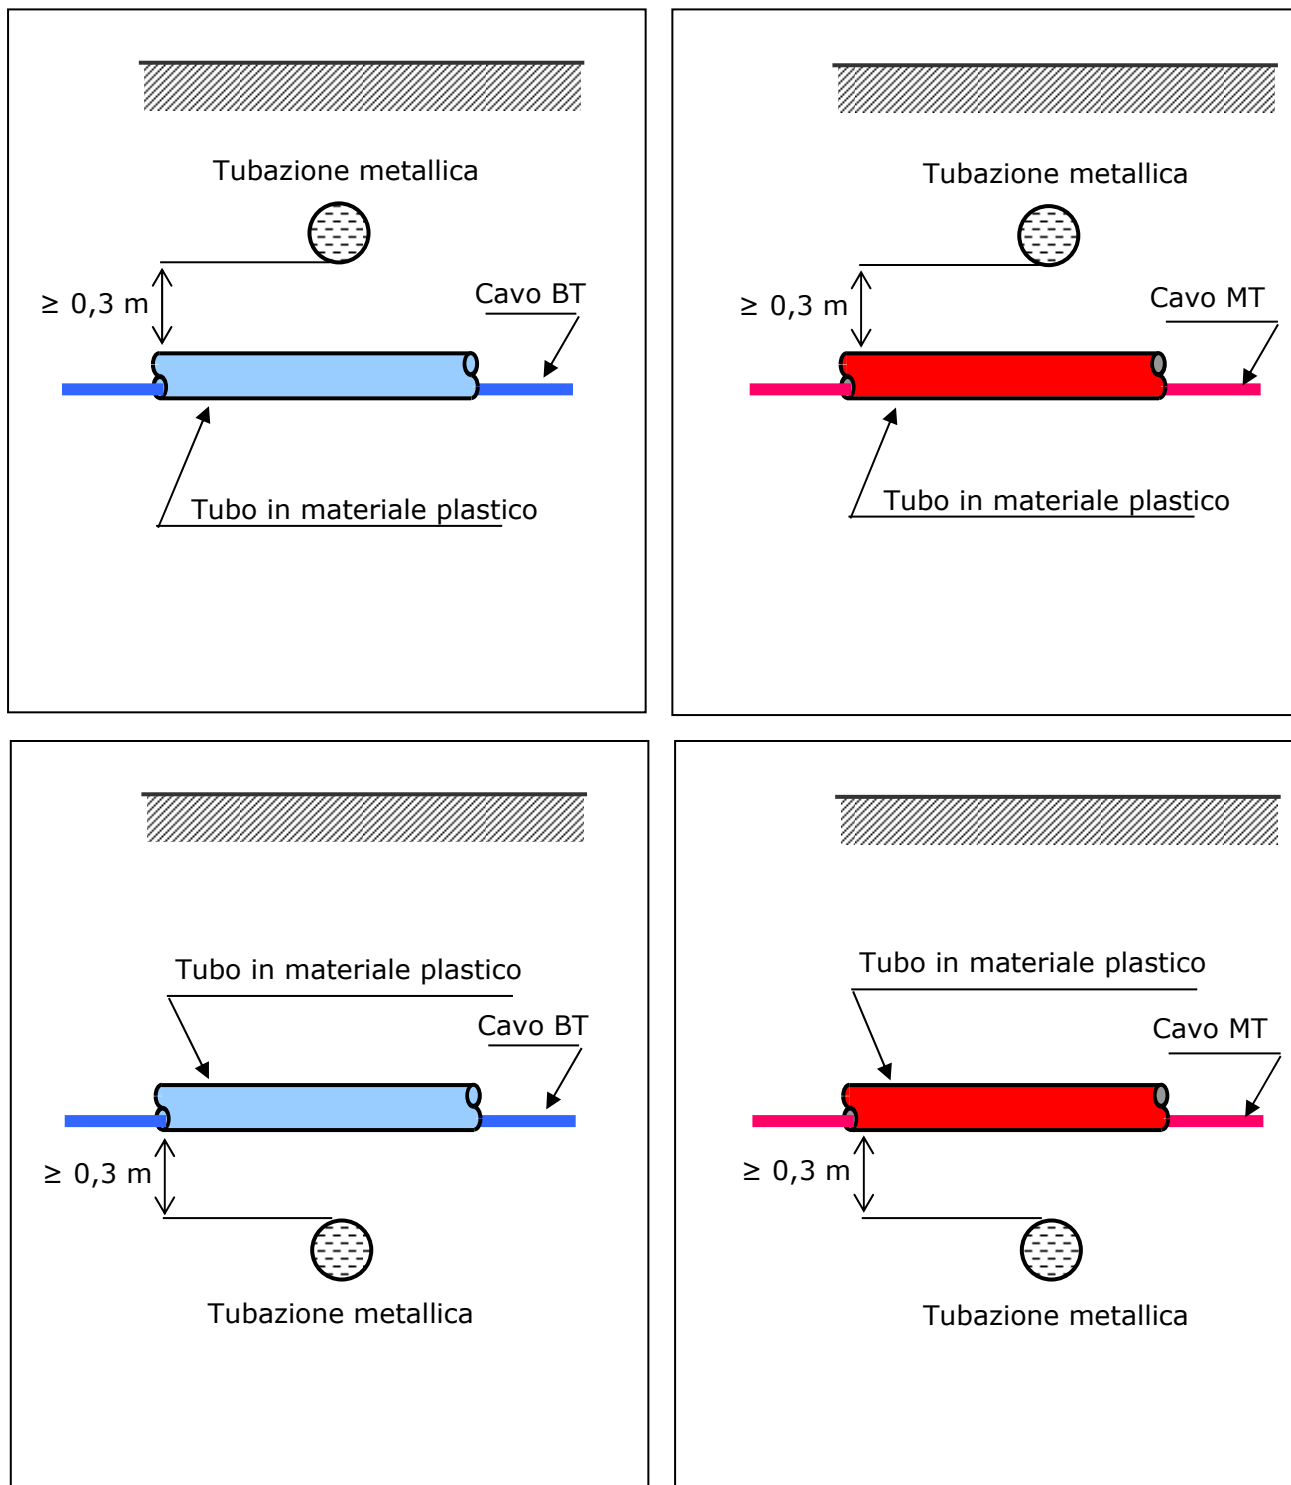 Tubazione metallica
≥ 0,3 m
Cavo BT
Tubo in materiale plastico
Tubazione metallica
≥ 0,3 m
Cavo MT
Tubo in materiale plastico
Tubo in materiale plastico
Cavo BT
≥ 0,3 m
Tubazione metallica
Tubo in materiale plastico
Cavo MT
≥ 0,3 m
Tubazione metallica